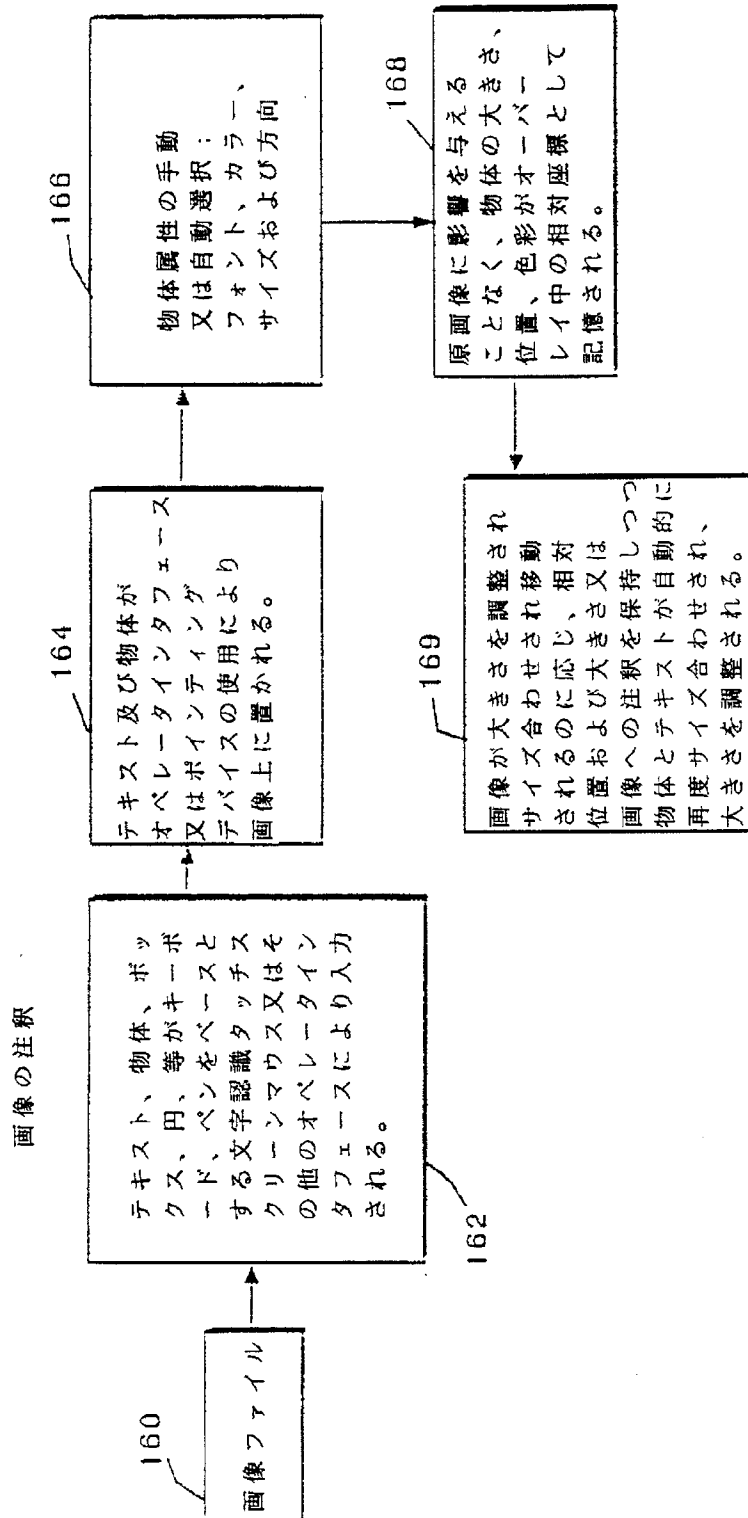 画像の注釈
160
画像ファイル
162
テキスト、物体、ボッ
クス、円、等がキーボ
ード、ペンをベースと
する文字認識タッチス
クリーンマウス又はそ
の他のオペレータイン
タフェースにより入力
される。
164
テキスト及び物体が
オペレータインタフェース
又はポインティング
デバイスの使用により
画像上に置かれる。
166
物体属性の手動
又は自動選択：
フォント、カラー、
サイズおよび方向
168
原画像に影響を与える
ことなく、物体の大きさ、
位置、色彩がオーバー
レイ中の相対座標として
記憶される。
169
画像が大きさを調整され
サイズ合わせされ移動
されるのに応じ、相対
位置および大きさ又は
画像への注釈を保持しつつ
物体とテキストが自動的に
再度サイズ合わせされ、
大きさを調整される。